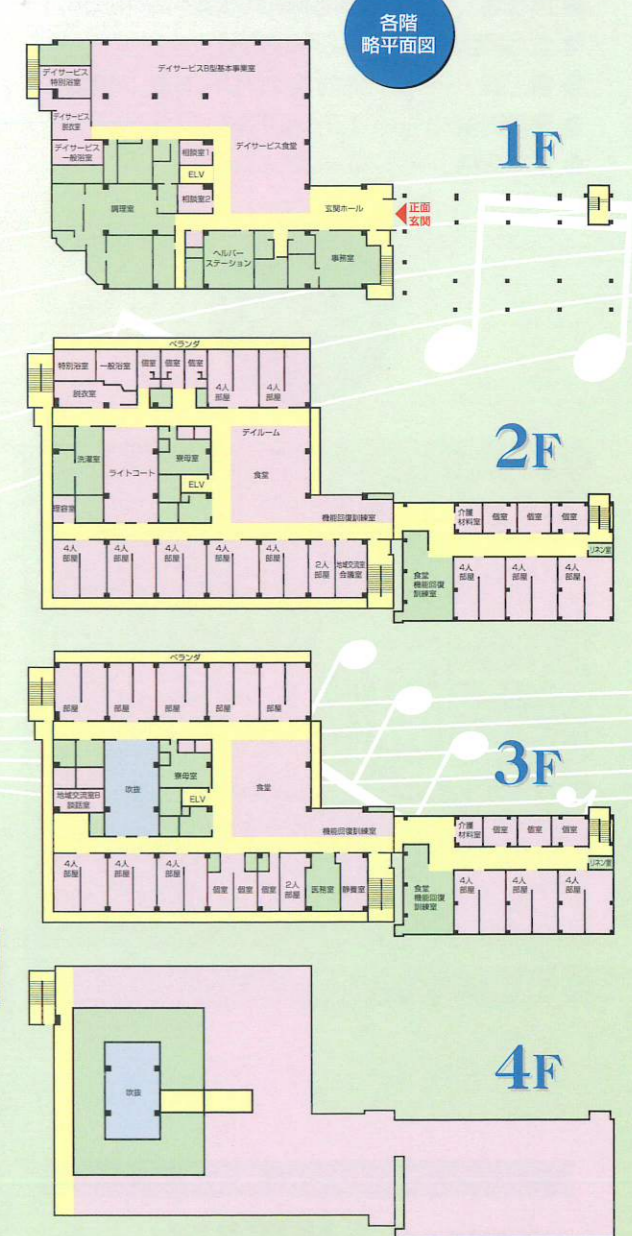 各階
略平面図
1F
デイサービス
特別浴室
デイサービスB型基本事業室
デイサービス
脱衣室
デイサービス
一般浴室
相談室1
ELV
相談室2
デイサービス食堂
調理室
玄関ホール
正面
玄関
ヘルパー
ステーション
事務室
2F
ベランダ
特別浴室
一般浴室
個室
個室
個室
4人
部屋
4人
部屋
脱衣室
デイルーム
洗濯室
ライトコート
寮母室
ELV
食堂
機能回復訓練室
4人
部屋
4人
部屋
4人
部屋
4人
部屋
4人
部屋
2人
部屋
地域交流室
会議室
介護
材料室
個室
個室
個室
リネン室
食堂
機能回復
訓練室
4人
部屋
4人
部屋
4人
部屋
3F
ベランダ
部屋
部屋
部屋
部屋
部屋
吹抜
寮母室
ELV
食堂
地域交流室B
談話室
機能回復訓練室
4人
部屋
4人
部屋
4人
部屋
個室
個室
個室
2人
部屋
医務室
静養室
介護
材料室
個室
個室
個室
リネン室
食堂
機能回復
訓練室
4人
部屋
4人
部屋
4人
部屋
4F
吹抜